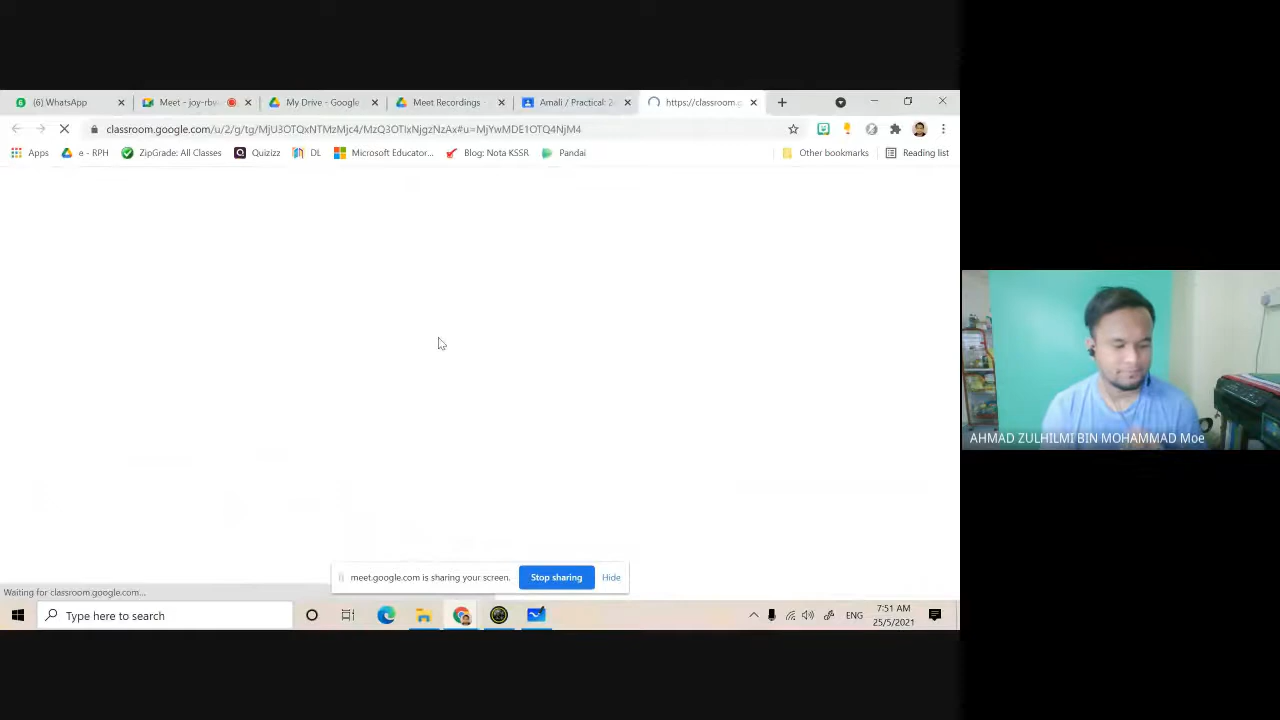 (6) WhatsApp
Meet - joy-rbv
My Drive - Google
Meet Recordings -
Amali / Practical: 2
https://classroom.g
classroom.google.com/u/2/g/tg/MjU3OTQxNTMzMjc4/MzQ3OTIxNjgzNzAx#u=MjYwMDE1OTQ4NjM4
Apps
e - RPH
ZipGrade: All Classes
Quizizz
DL
Microsoft Educator...
Blog: Nota KSSR
Pandai
Other bookmarks
Reading list
AHMAD ZULHILMI BIN MOHAMMAD Moe
meet.google.com is sharing your screen.
Stop sharing
Hide
Waiting for classroom.google.com...
Type here to search
ENG
7:51 AM
25/5/2021